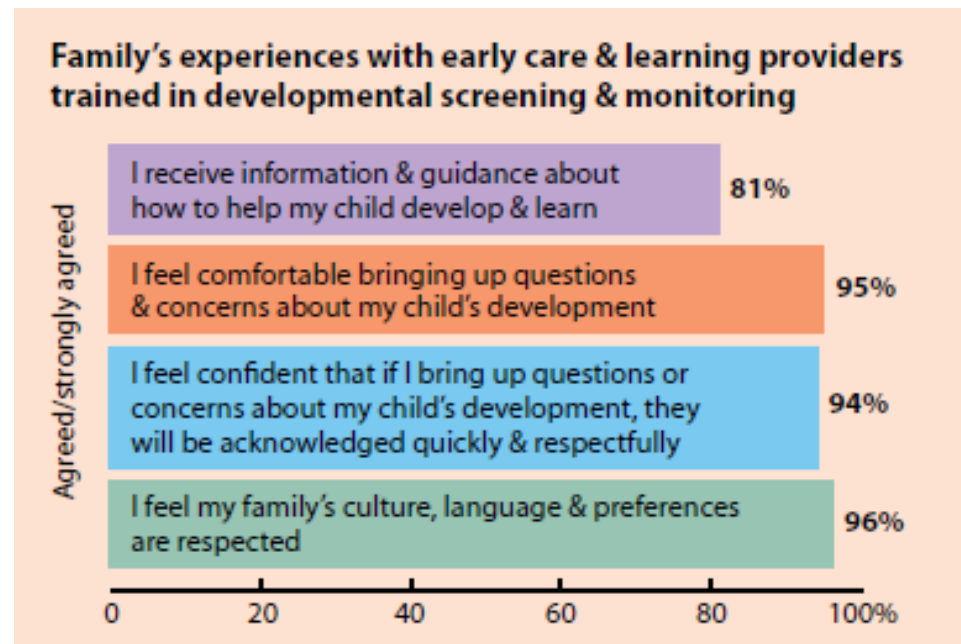 Family’s experiences with early care & learning providers
trained in developmental screening & monitoring
Agreed/strongly agreed
I receive information & guidance about
how to help my child develop & learn
81%
I feel comfortable bringing up questions
& concerns about my child’s development
95%
I feel confident that if I bring up questions or
concerns about my child’s development, they
will be acknowledged quickly & respectfully
94%
I feel my family’s culture, language & preferences
are respected
96%
0 20 40 60 80 100%